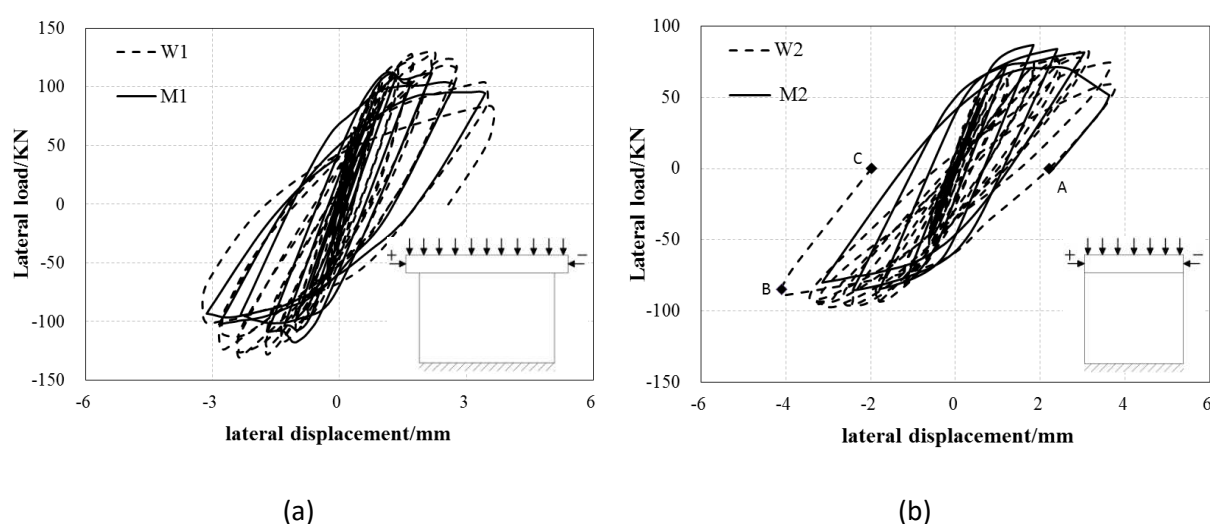 150
100
50
0
-50
-100
-150
-6
-3
0
3
6
Lateral load/KN
lateral displacement/mm
W1
M1
+
−
(a)
100
50
0
-50
-100
-150
-6
-4
-2
0
2
4
6
Lateral load/KN
lateral displacement/mm
W2
M2
C
A
B
+
−
(b)